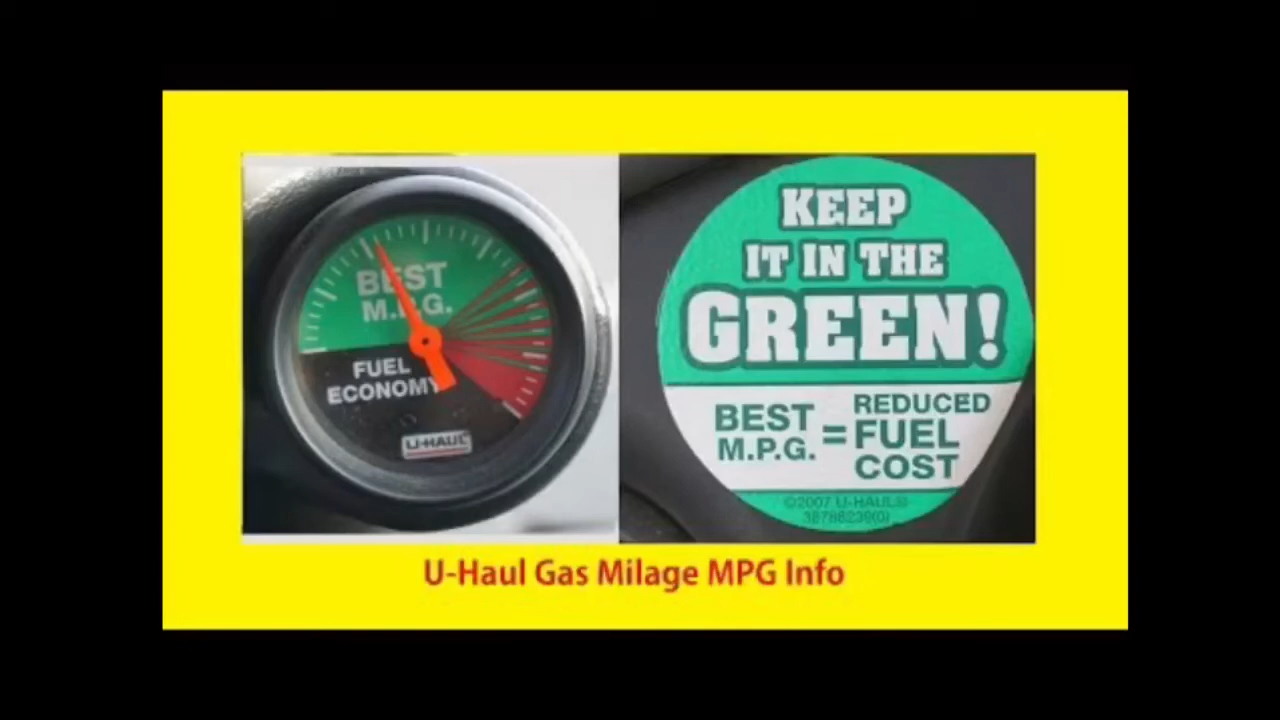 BEST
M.P.G.
FUEL
ECONOMY
U-HAUL
KEEP
IT IN THE
GREEN!
BEST
M.P.G.
=
REDUCED
FUEL
COST
©2007 U-HAUL®
U-Haul Gas Milage MPG Info